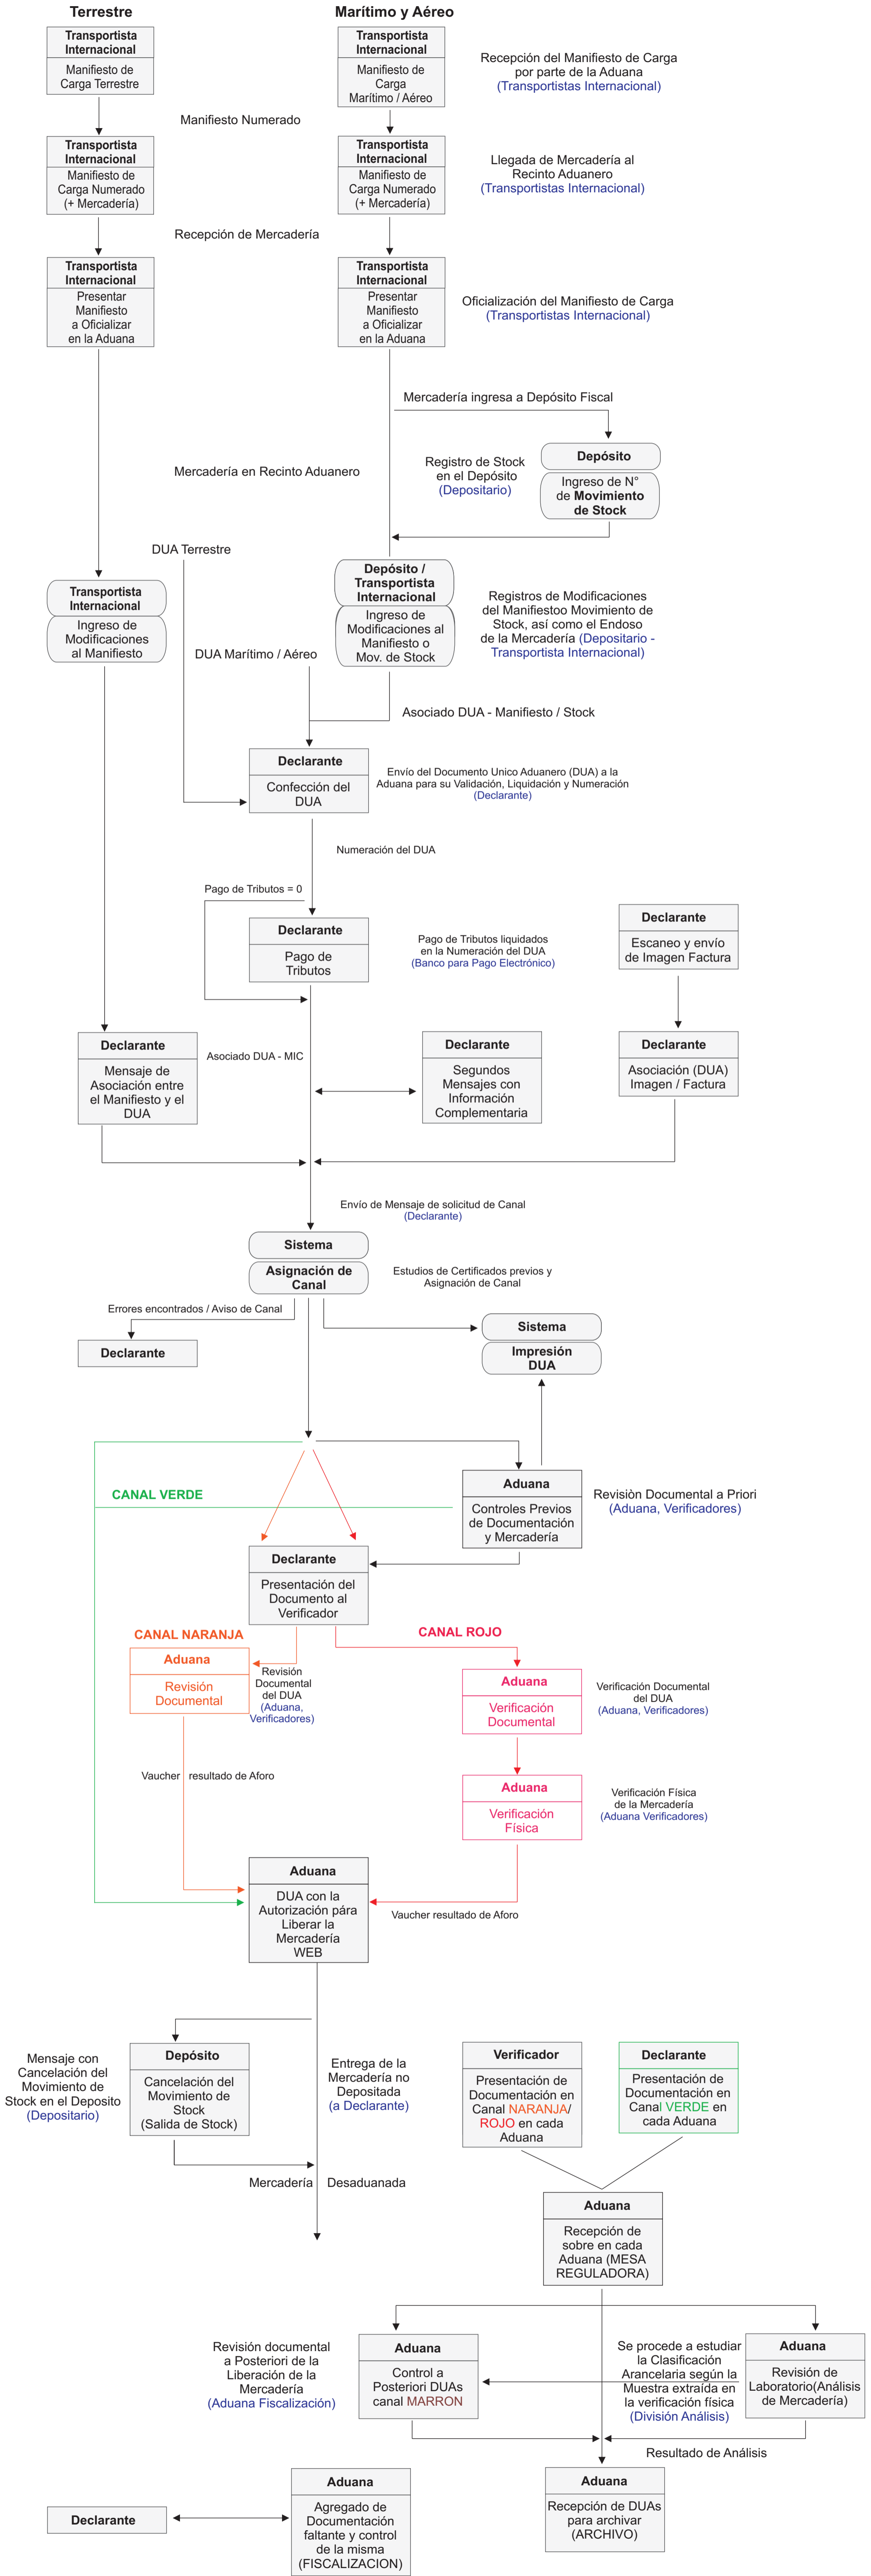 Terrestre
Marítimo y Aéreo
Transportista
Internacional
Manifiesto de
Carga Terrestre
Transportista
Internacional
Manifiesto de
Carga
Marítimo / Aéreo
Recepción del Manifiesto de Carga
por parte de la Aduana
(Transportistas Internacional)
Manifiesto Numerado
Transportista
Internacional
Manifiesto de
Carga Numerado
(+ Mercadería)
Transportista
Internacional
Manifiesto de
Carga Numerado
(+ Mercadería)
Llegada de Mercadería al
Recinto Aduanero
(Transportistas Internacional)
Recepción de Mercadería
Transportista
Internacional
Presentar
Manifiesto
a Oficializar
en la Aduana
Transportista
Internacional
Presentar
Manifiesto
a Oficializar
en la Aduana
Oficialización del Manifiesto de Carga
(Transportistas Internacional)
Mercadería ingresa a Depósito Fiscal
Mercadería en Recinto Aduanero
Registro de Stock
en el Depósito
(Depositario)
Depósito
Ingreso de N°
de Movimiento
de Stock
DUA Terrestre
Transportista
Internacional
Ingreso de
Modificaciones
al Manifiesto
Depósito /
Transportista
Internacional
Ingreso de
Modificaciones al
Manifiesto o
Mov. de Stock
Registros de Modificaciones
del Manifiestoo Movimiento de
Stock, así como el Endoso
de la Mercadería (Depositario -
Transportista Internacional)
DUA Marítimo / Aéreo
Asociado DUA - Manifiesto / Stock
Declarante
Confección del
DUA
Envío del Documento Unico Aduanero (DUA) a la
Aduana para su Validación, Liquidación y Numeración
(Declarante)
Numeración del DUA
Pago de Tributos = 0
Declarante
Pago de
Tributos
Pago de Tributos liquidados
en la Numeración del DUA
(Banco para Pago Electrónico)
Declarante
Escaneo y envío
de Imagen Factura
Declarante
Mensaje de
Asociación entre
el Manifiesto y el
DUA
Asociado DUA - MIC
Declarante
Segundos
Mensajes con
Información
Complementaria
Declarante
Asociación (DUA)
Imagen / Factura
Envío de Mensaje de solicitud de Canal
(Declarante)
Sistema
Asignación de
Canal
Estudios de Certificados previos y
Asignación de Canal
Errores encontrados / Aviso de Canal
Declarante
Sistema
Impresión
DUA
CANAL VERDE
Aduana
Controles Previos
de Documentación
y Mercadería
Revisiòn Documental a Priori
(Aduana, Verificadores)
Declarante
Presentación del
Documento al
Verificador
CANAL NARANJA
CANAL ROJO
Aduana
Revisión
Documental
Revisión
Documental
del DUA
(Aduana,
Verificadores)
Aduana
Verificación
Documental
Verificación Documental
del DUA
(Aduana, Verificadores)
Vaucher resultado de Aforo
Aduana
Verificación
Física
Verificación Física
de la Mercadería
(Aduana Verificadores)
Aduana
DUA con la
Autorización pára
Liberar la
Mercadería
WEB
Vaucher resultado de Aforo
Mensaje con
Cancelación del
Movimiento de
Stock en el Deposito
(Depositario)
Depósito
Cancelación del
Movimiento de
Stock
(Salida de Stock)
Entrega de la
Mercadería no
Depositada
(a Declarante)
Verificador
Presentación de
Documentación en
Canal NARANJA/
ROJO en cada
Aduana
Declarante
Presentación de
Documentación en
Canal VERDE en
cada Aduana
Mercadería Desaduanada
Aduana
Recepción de
sobre en cada
Aduana (MESA
REGULADORA)
Revisión documental
a Posteriori de la
Liberación de la
Mercadería
(Aduana Fiscalización)
Aduana
Control a
Posteriori DUAs
canal MARRON
Se procede a estudiar
la Clasificación
Arancelaria según la
Muestra extraída en
la verificación física
(División Análisis)
Aduana
Revisión de
Laboratorio(Análisis
de Mercadería)
Resultado de Análisis
Declarante
Aduana
Agregado de
Documentación
faltante y control
de la misma
(FISCALIZACION)
Aduana
Recepción de DUAs
para archivar
(ARCHIVO)